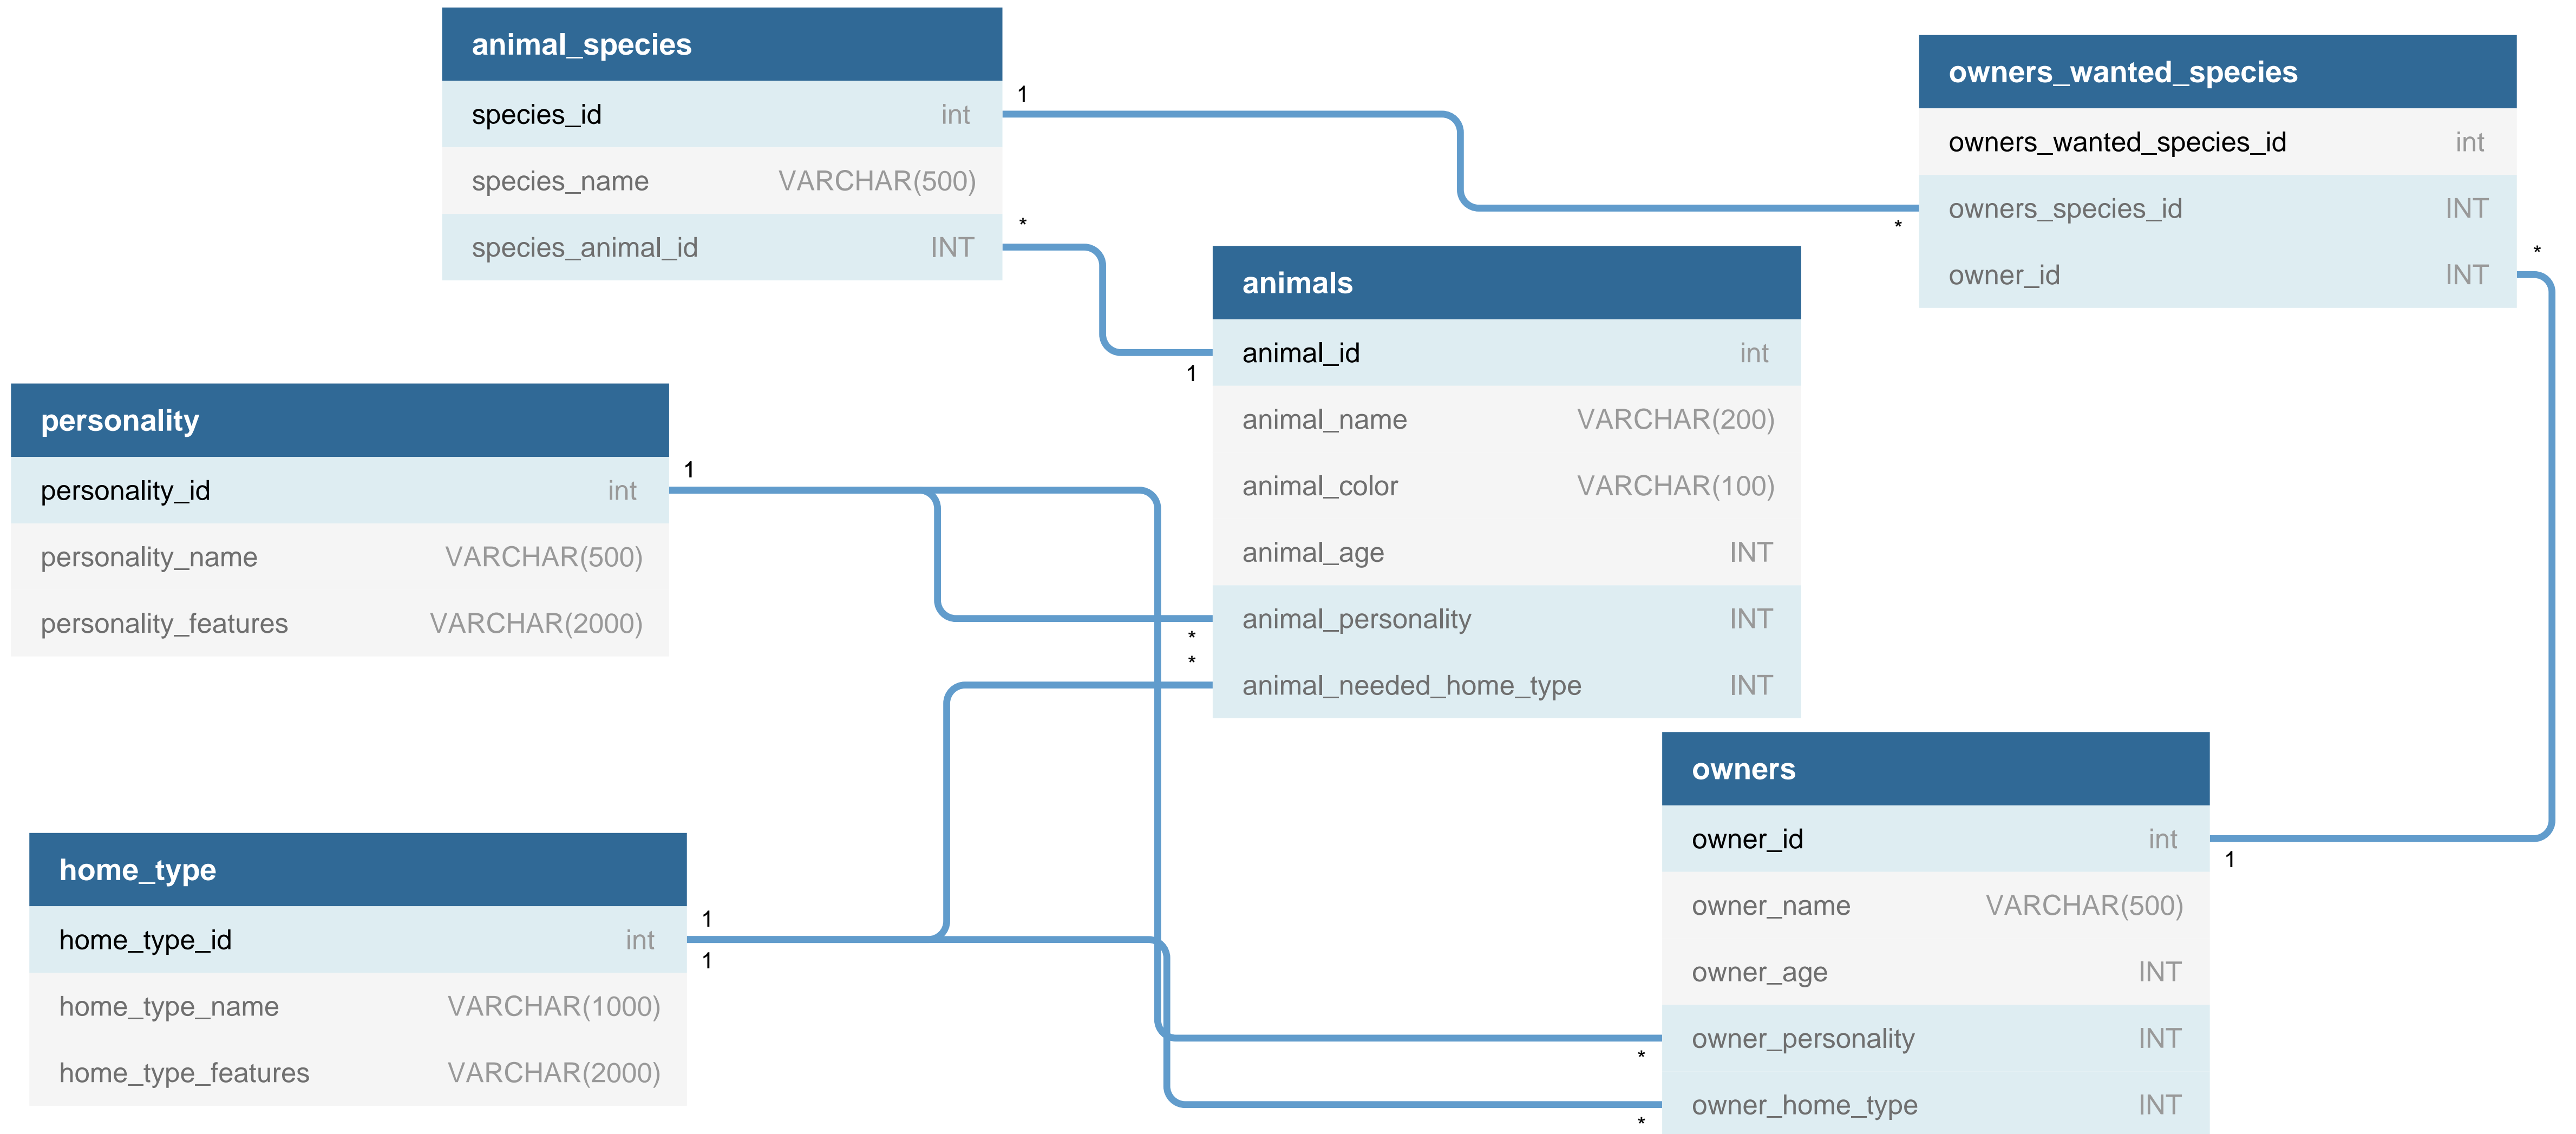 animal_species
species_id int
species_name VARCHAR(500)
species_animal_id INT
1
*
owners_wanted_species
owners_wanted_species_id int
owners_species_id INT
owner_id INT
*
*
animals
animal_id int
animal_name VARCHAR(200)
animal_color VARCHAR(100)
animal_age INT
animal_personality INT
animal_needed_home_type INT
1
*
*
personality
personality_id int
personality_name VARCHAR(500)
personality_features VARCHAR(2000)
1
home_type
home_type_id int
home_type_name VARCHAR(1000)
home_type_features VARCHAR(2000)
1
1
owners
owner_id int
owner_name VARCHAR(500)
owner_age INT
owner_personality INT
owner_home_type INT
1
*
*